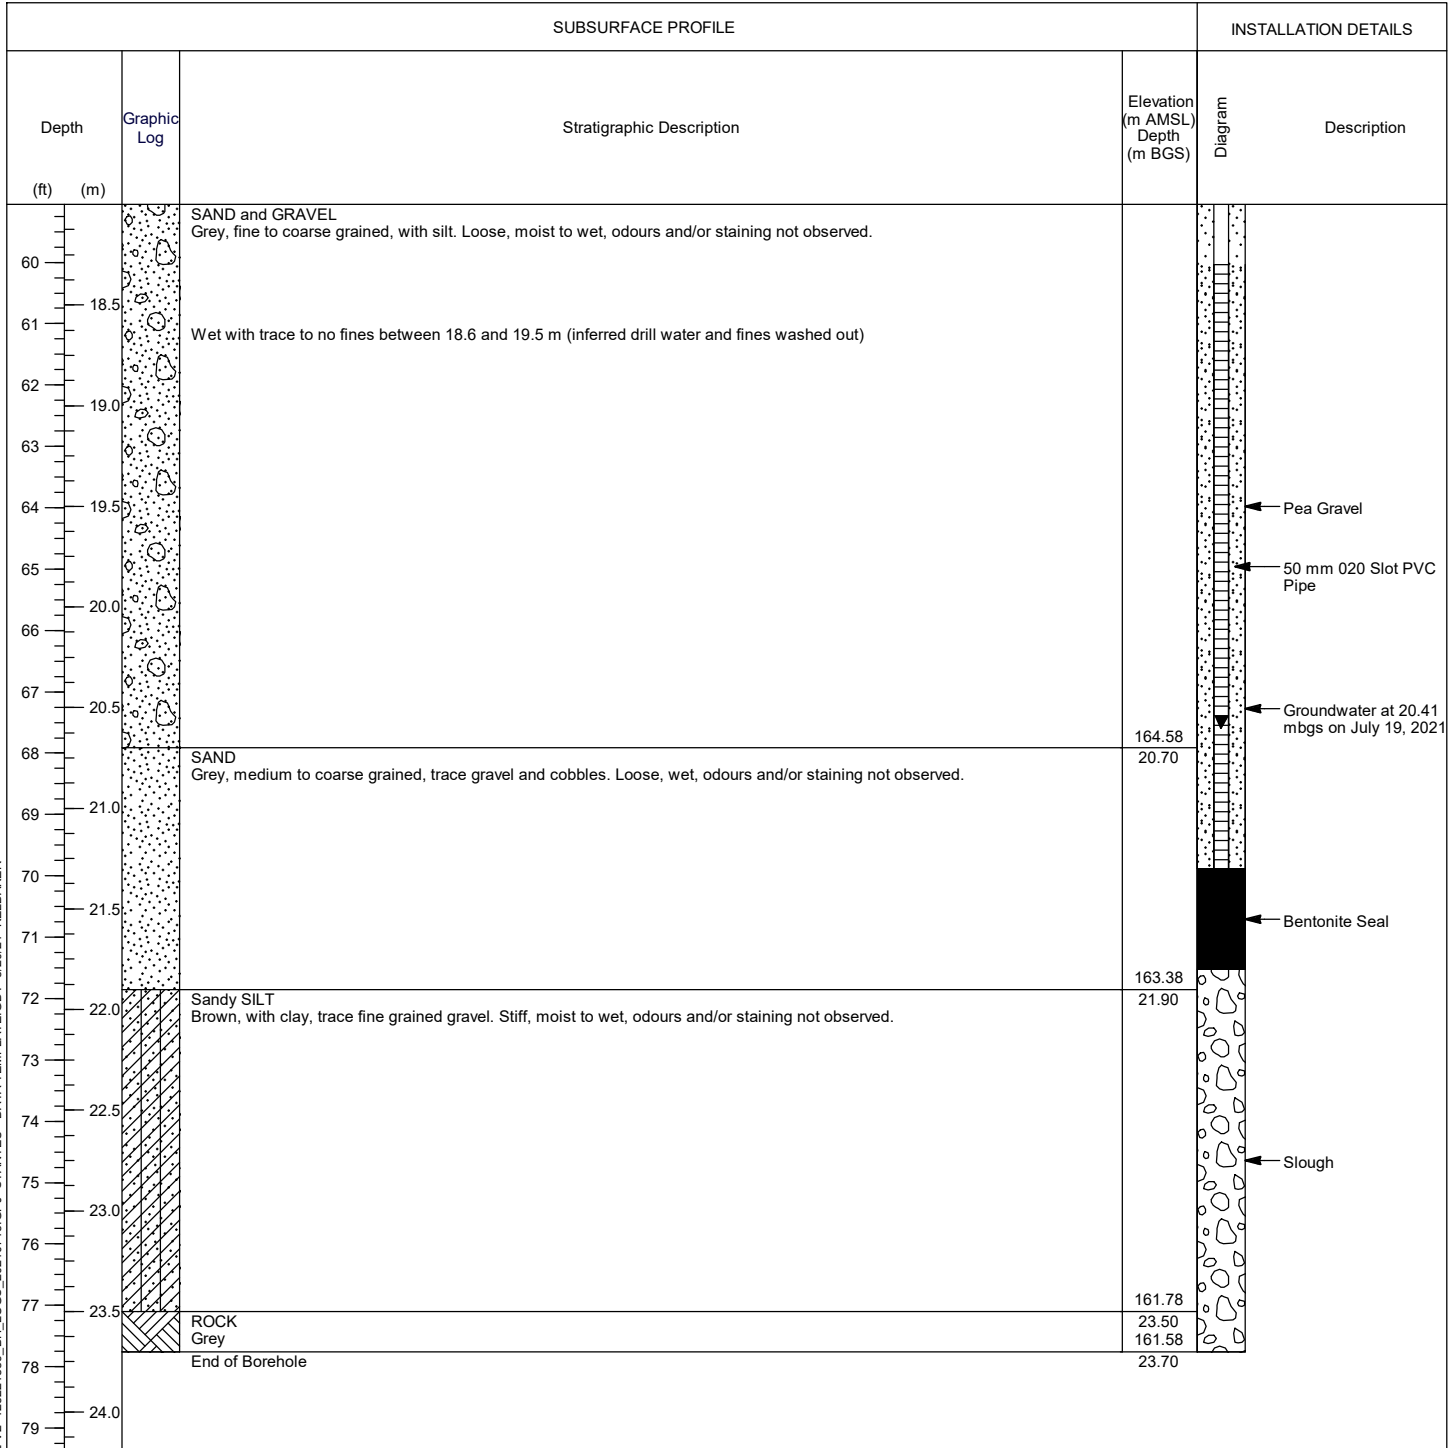 SUBSURFACE PROFILE
INSTALLATION DETAILS
Depth
(ft) (m)
Graphic
Log
Stratigraphic Description
Elevation
(m AMSL)
Depth
(m BGS)
Diagram
Description
SAND and GRAVEL
Grey, fine to coarse grained, with silt. Loose, moist to wet, odours and/or staining not observed.
60
18.5
61
Wet with trace to no fines between 18.6 and 19.5 m (inferred drill water and fines washed out)
62
19.0
63
64
19.5
Pea Gravel
65
50 mm 020 Slot PVC
Pipe
20.0
66
67
20.5
Groundwater at 20.41
mbgs on July 19, 2021
164.58
68
SAND
20.70
Grey, medium to coarse grained, trace gravel and cobbles. Loose, wet, odours and/or staining not observed.
21.0
69
70
21.5
Bentonite Seal
71
163.38
72
Sandy SILT
21.90
22.0
Brown, with clay, trace fine grained gravel. Stiff, moist to wet, odours and/or staining not observed.
73
22.5
74
Slough
75
23.0
76
161.78
77
23.5
ROCK
23.50
Grey
161.58
End of Borehole
23.70
78
24.0
79